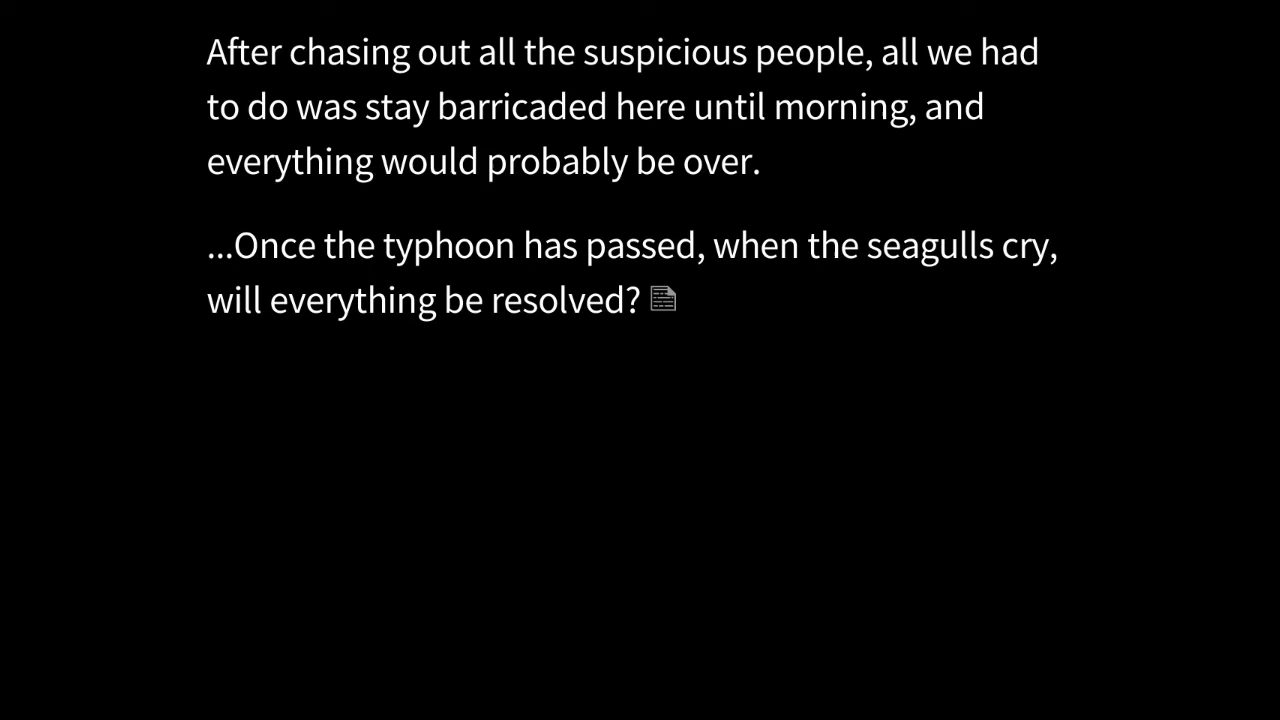 After chasing out all the suspicious people, all we had
to do was stay barricaded here until morning, and
everything would probably be over.
...Once the typhoon has passed, when the seagulls cry,
will everything be resolved?